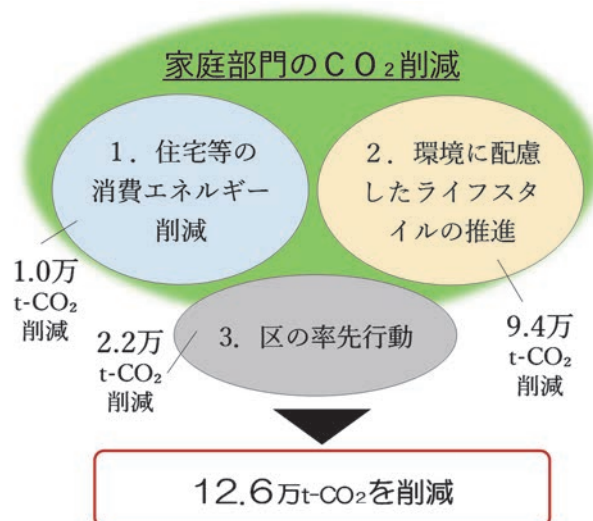 家庭部門のCO₂削減
1．住宅等の
消費エネルギー
削減
2．環境に配慮
したライフスタ
イルの推進
1.0万
t-CO₂
削減
2.2万
t-CO₂
削減
3．区の率先行動
9.4万
t-CO₂
削減
12.6万t-CO₂を削減